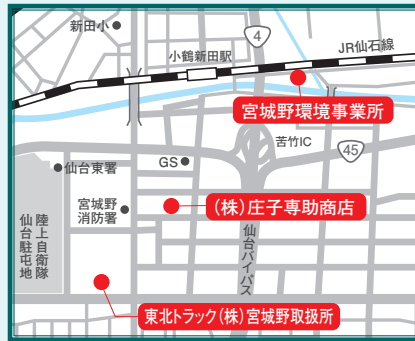 新田小
4
JR仙石線
小鶴新田駅
宮城野環境事業所
苦竹IC
45
GS
仙台東署
宮城野
消防署
(株)庄子専助商店
陸上自衛隊
仙台駐屯地
仙台バイパス
東北トラック(株)宮城野取扱所